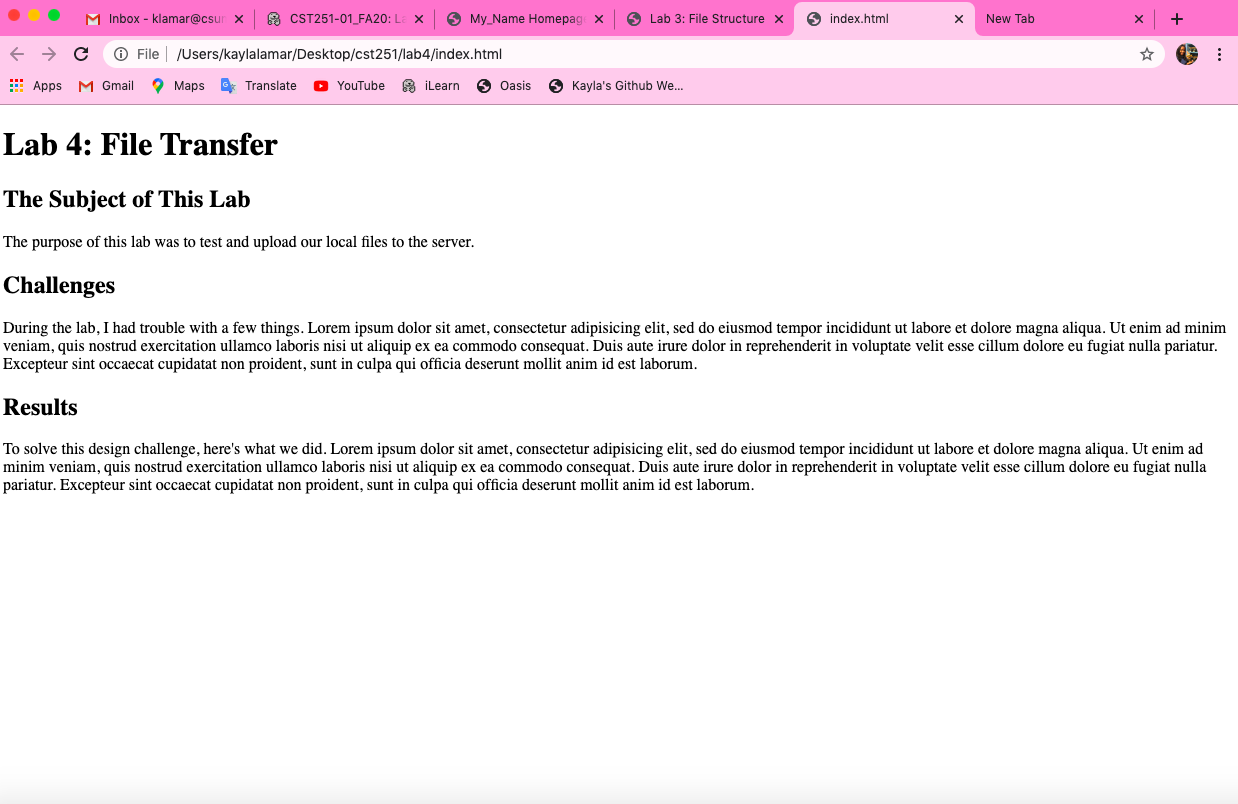 Inbox - klamar@csum
CST251-01_FA20: La
My_Name Homepag
Lab 3: File Structure
index.html
New Tab
File
/Users/kaylalamar/Desktop/cst251/lab4/index.html
Apps
Gmail
Maps
Translate
YouTube
iLearn
Oasis
Kayla's Github We...
Lab 4: File Transfer
The Subject of This Lab
The purpose of this lab was to test and upload our local files to the server.
Challenges
During the lab, I had trouble with a few things. Lorem ipsum dolor sit amet, consectetur adipisicing elit, sed do eiusmod tempor incididunt ut labore et dolore magna aliqua. Ut enim ad minim
veniam, quis nostrud exercitation ullamco laboris nisi ut aliquip ex ea commodo consequat. Duis aute irure dolor in reprehenderit in voluptate velit esse cillum dolore eu fugiat nulla pariatur.
Excepteur sint occaecat cupidatat non proident, sunt in culpa qui officia deserunt mollit anim id est laborum.
Results
To solve this design challenge, here's what we did. Lorem ipsum dolor sit amet, consectetur adipisicing elit, sed do eiusmod tempor incididunt ut labore et dolore magna aliqua. Ut enim ad
minim veniam, quis nostrud exercitation ullamco laboris nisi ut aliquip ex ea commodo consequat. Duis aute irure dolor in reprehenderit in voluptate velit esse cillum dolore eu fugiat nulla
pariatur. Excepteur sint occaecat cupidatat non proident, sunt in culpa qui officia deserunt mollit anim id est laborum.